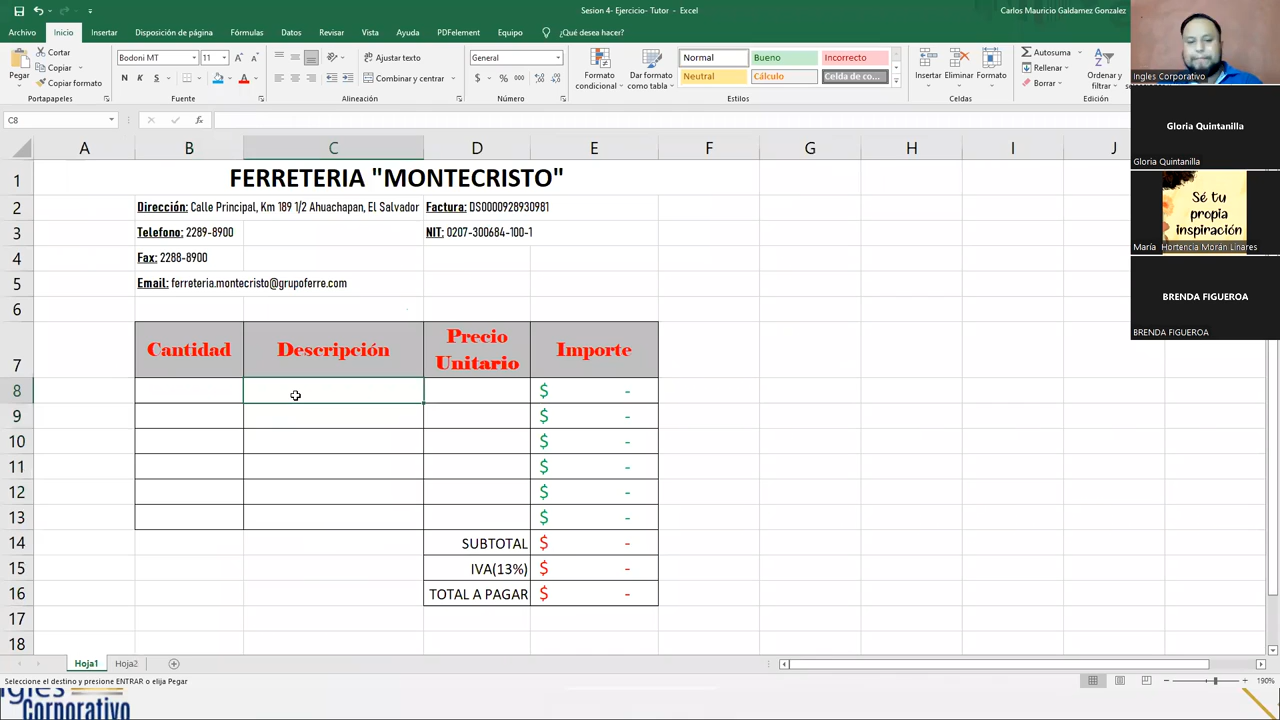 Sesion 4- Ejercicio- Tutor - Excel
Carlos Mauricio Galdamez Gonzalez
Archivo Inicio Insertar Disposición de página Fórmulas Datos Revisar Vista Ayuda PDFelement Equipo ¿Qué desea hacer?
Pegar
Cortar
Copiar
Copiar formato
Portapapeles
Bodoni MT 11
N K S
Fuente
Ajustar texto
Combinar y centrar
Alineación
General
$ % 000
Número
Formato condicional
Dar formato como tabla
Normal Bueno Incorrecto
Neutral Cálculo Celda de co...
Estilos
Insertar Eliminar Formato
Celdas
Autosuma
Rellenar
Borrar
Ordenar y filtrar
Edición
C8
fx
A B C D E F G H I J
1 FERRETERIA "MONTECRISTO"
2 Dirección: Calle Principal, Km 189 1/2 Ahuachapan, El Salvador Factura: DS0000928930981
3 Telefono: 2289-8900 NIT: 0207-300684-100-1
4 Fax: 2288-8900
5 Email: ferreteria.montecristo@grupoferre.com
6
7 Cantidad Descripción Precio Unitario Importe
8 $ -
9 $ -
10 $ -
11 $ -
12 $ -
13 $ -
14 SUBTOTAL $ -
15 IVA(13%) $ -
16 TOTAL A PAGAR $ -
17
18
Hoja1 Hoja2
Seleccione el destino y presione ENTRAR o elija Pegar
190%
Ingles
Corporativo
Ingles Corporativo
Gloria Quintanilla
Gloria Quintanilla
Sé tu
propia
inspiración
María Hortencia Morán Linares
BRENDA FIGUEROA
BRENDA FIGUEROA